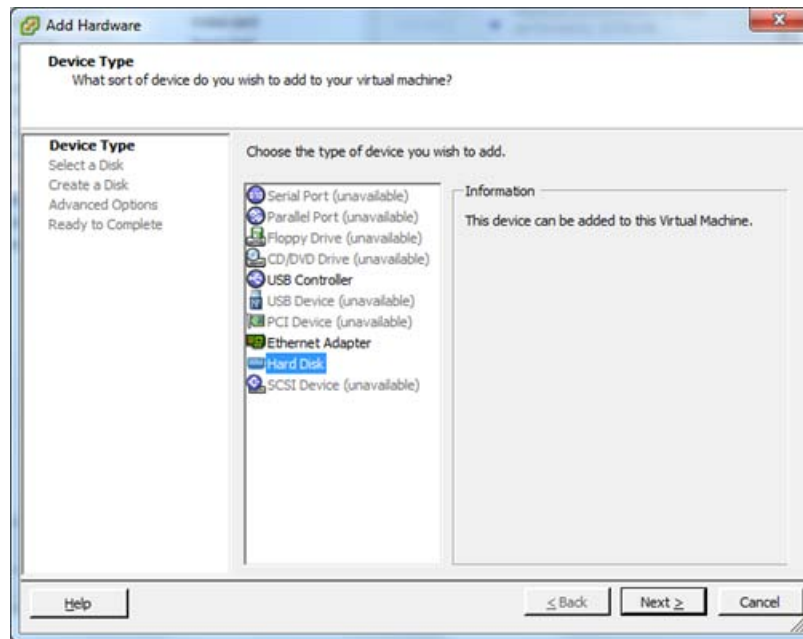 Add Hardware
Device Type
What sort of device do you wish to add to your virtual machine?
Device Type
Select a Disk
Create a Disk
Advanced Options
Ready to Complete
Choose the type of device you wish to add.
Serial Port (unavailable)
Parallel Port (unavailable)
Floppy Drive (unavailable)
CD/DVD Drive (unavailable)
USB Controller
USB Device (unavailable)
PCI Device (unavailable)
Ethernet Adapter
Hard Disk
SCSI Device (unavailable)
Information
This device can be added to this Virtual Machine.
Help
< Back
Next >
Cancel